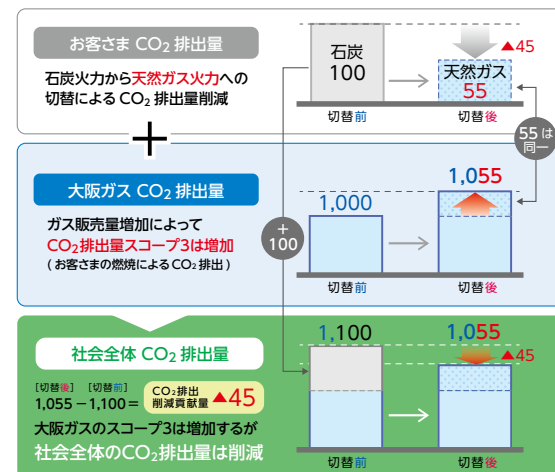 お客さま CO2 排出量
石炭火力から天然ガス火力への
切替による CO2 排出量削減
石炭
100
▲45
天然ガス
55
切替前
切替後
＋
55は
同一
大阪ガス CO2 排出量
ガス販売量増加によって
CO2排出量スコープ3は増加
(お客さまの燃焼によるCO2排出)
＋
100
1,000
1,055
切替前
切替後
社会全体 CO2 排出量
[切替後] [切替前]
1,055－1,100＝
CO2排出
削減貢献量
▲45
大阪ガスのスコープ3は増加するが
社会全体のCO2排出量は削減
1,100
1,055
▲45
切替前
切替後